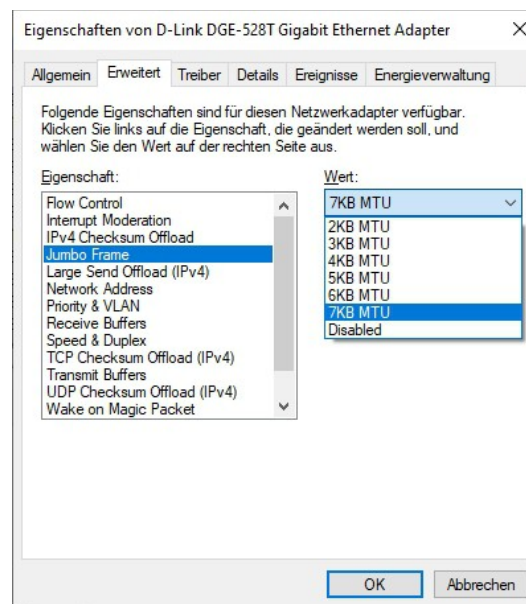 Eigenschaften von D-Link DGE-528T Gigabit Ethernet Adapter
Allgemein Erweitert Treiber Details Ereignisse Energieverwaltung
Folgende Eigenschaften sind für diesen Netzwerkadapter verfügbar.
Klicken Sie links auf die Eigenschaft, die geändert werden soll, und
wählen Sie den Wert auf der rechten Seite aus.
Eigenschaft:
Flow Control
Interrupt Moderation
IPv4 Checksum Offload
Jumbo Frame
Large Send Offload (IPv4)
Network Address
Priority & VLAN
Receive Buffers
Speed & Duplex
TCP Checksum Offload (IPv4)
Transmit Buffers
UDP Checksum Offload (IPv4)
Wake on Magic Packet
Wert:
7KB MTU
2KB MTU
3KB MTU
4KB MTU
5KB MTU
6KB MTU
7KB MTU
Disabled
OK Abbrechen